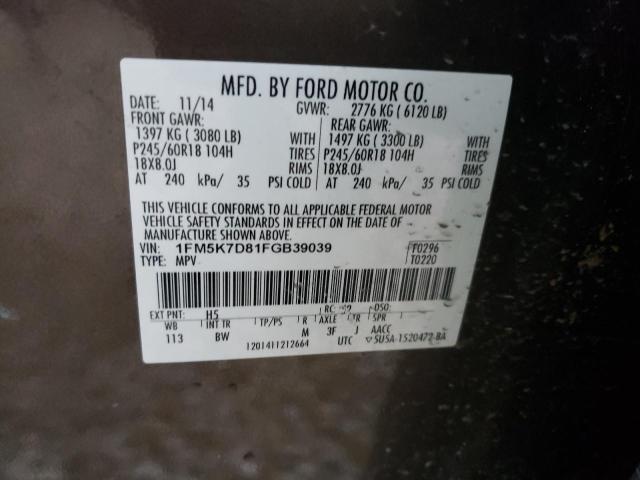 MFD. BY FORD MOTOR CO.
DATE: 11/14 GVWR: 2776 KG ( 6120 LB)
FRONT GAWR: REAR GAWR:
1397 KG ( 3080 LB) WITH 1497 KG ( 3300 LB) WITH
P245/60R18 104H TIRES P245/60R18 104H TIRES
18X8.0J RIMS 18X8.0J RIMS
AT 240 kPa/ 35 PSI COLD AT 240 kPa/ 35 PSI COLD
THIS VEHICLE CONFORMS TO ALL APPLICABLE FEDERAL MOTOR
VEHICLE SAFETY STANDARDS IN EFFECT ON THE DATE OF
MANUFACTURE SHOWN ABOVE.
VIN: 1FM5K7D81FGB39039 F0296
TYPE: MPV T0220
EXT PNT: H5 RC: DSO:
WB INT TR TP/PS R AXLE TR SPR
113 BW M 3F J AACC
1201411212664 UTC ▽5U5A-1520472-BA